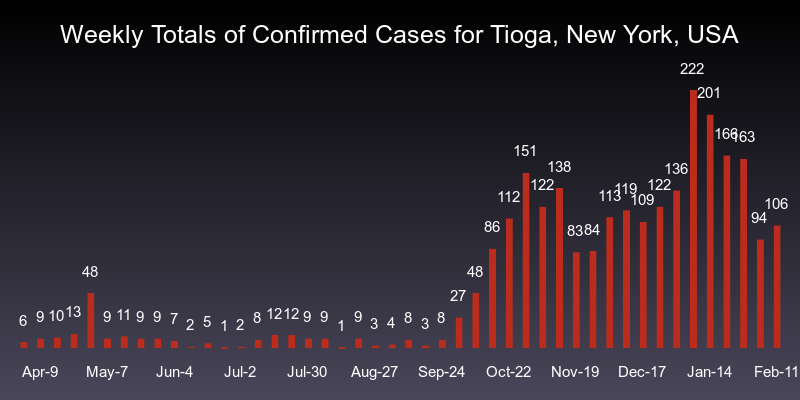 Weekly Totals of Confirmed Cases for Tioga, New York, USA
6 9 10 13 48 9 11 9 9 7 2 5 1 2 8 12 12 9 9 1 9 3 4 8 3 8 27 48 86 112 151 122 138 83 84 113 119 109 122 136 222 201 166 163 94 106
Apr-9 May-7 Jun-4 Jul-2 Jul-30 Aug-27 Sep-24 Oct-22 Nov-19 Dec-17 Jan-14 Feb-11